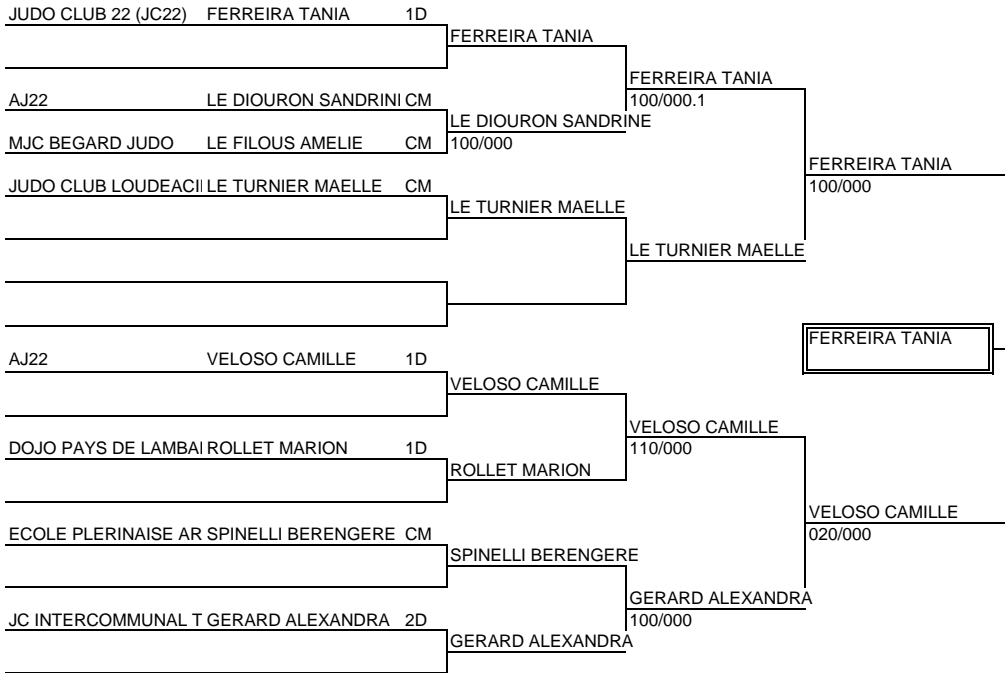 JUDO CLUB 22 (JC22) FERREIRA TANIA 1D
FERREIRA TANIA
FERREIRA TANIA
100/000.1
AJ22 LE DIOURON SANDRINI CM
LE DIOURON SANDRINE
100/000
MJC BEGARD JUDO LE FILOUS AMELIE CM
FERREIRA TANIA
100/000
JUDO CLUB LOUDEACII LE TURNIER MAELLE CM
LE TURNIER MAELLE
LE TURNIER MAELLE
FERREIRA TANIA
AJ22 VELOSO CAMILLE 1D
VELOSO CAMILLE
VELOSO CAMILLE
110/000
DOJO PAYS DE LAMBAI ROLLET MARION 1D
ROLLET MARION
VELOSO CAMILLE
020/000
ECOLE PLERINAISE AR SPINELLI BERENGERE CM
SPINELLI BERENGERE
GERARD ALEXANDRA
100/000
JC INTERCOMMUNAL T GERARD ALEXANDRA 2D
GERARD ALEXANDRA